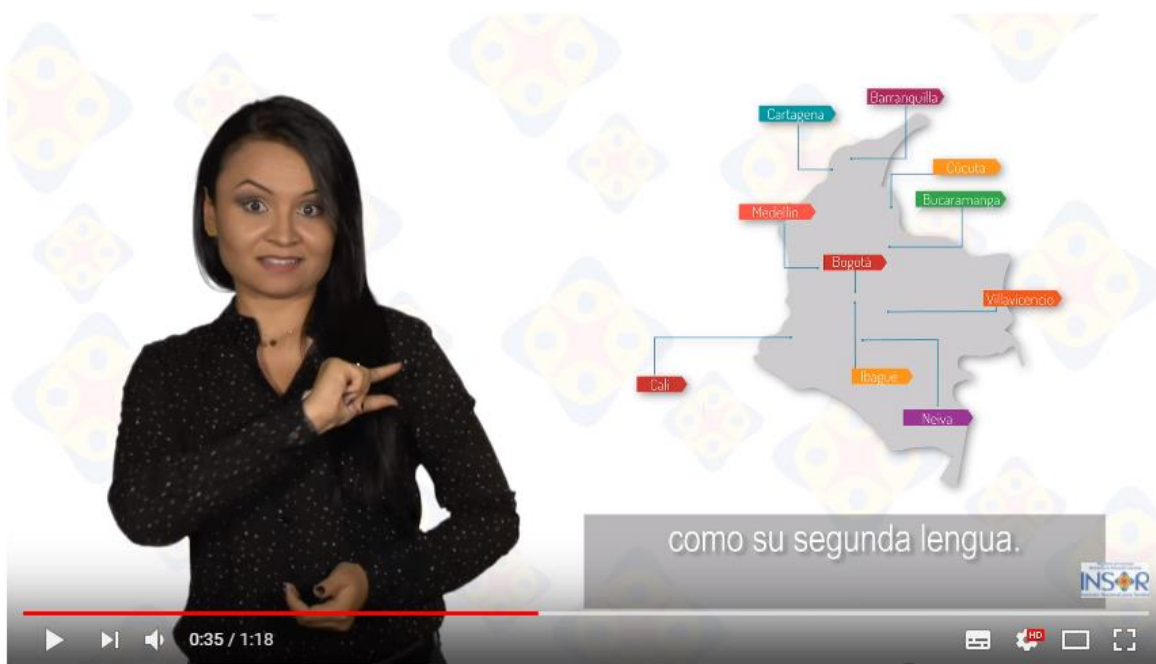 Barranquilla
Cartagena
Cúcuta
Bucaramanga
Medellín
Bogotá
Villavicencio
Cali
Ibagué
Neiva
como su segunda lengua.
INSOR
0:35 / 1:18
HD